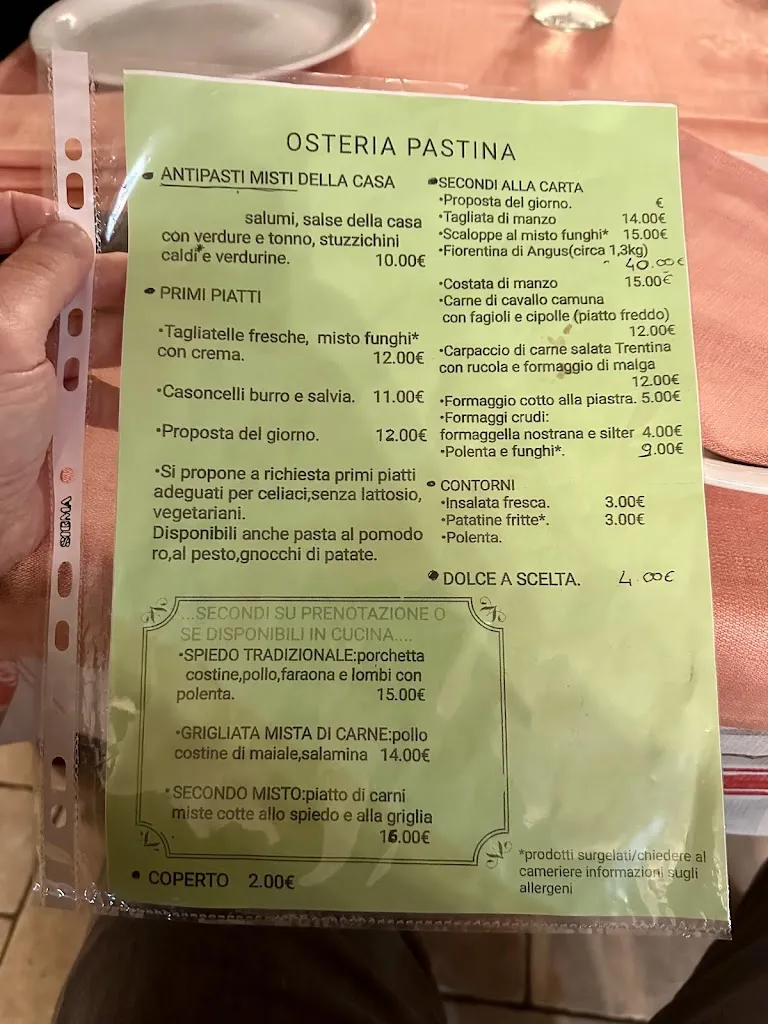 OSTERIA PASTINA
• ANTIPASTI MISTI DELLA CASA
salumi, salse della casa
con verdure e tonno, stuzzichini
caldi*e verdurine. 10.00€
• PRIMI PIATTI
•Tagliatelle fresche, misto funghi*
con crema. 12.00€
•Casoncelli burro e salvia. 11.00€
•Proposta del giorno. 12.00€
•Si propone a richiesta primi piatti
adeguati per celiaci,senza lattosio,
vegetariani.
Disponibili anche pasta al pomodo
ro,al pesto,gnocchi di patate.
...SECONDI SU PRENOTAZIONE O
SE DISPONIBILI IN CUCINA....
•SPIEDO TRADIZIONALE:porchetta
costine,pollo,faraona e lombi con
polenta. 15.00€
•GRIGLIATA MISTA DI CARNE:pollo
costine di maiale,salamina 14.00€
•SECONDO MISTO:piatto di carni
miste cotte allo spiedo e alla griglia
16.00€
• COPERTO 2.00€
•SECONDI ALLA CARTA
•Proposta del giorno. €
•Tagliata di manzo 14.00€
•Scaloppe al misto funghi* 15.00€
•Fiorentina di Angus(circa 1,3kg)
- 40.00€
•Costata di manzo 15.00€
•Carne di cavallo camuna
con fagioli e cipolle (piatto freddo)
12.00€
•Carpaccio di carne salata Trentina
con rucola e formaggio di malga
12.00€
•Formaggio cotto alla piastra. 5.00€
•Formaggi crudi:
formaggella nostrana e silter 4.00€
•Polenta e funghi*. 9.00€
• CONTORNI
•Insalata fresca. 3.00€
•Patatine fritte*. 3.00€
•Polenta.
• DOLCE A SCELTA. 4.00€
*prodotti surgelati/chiedere al
cameriere informazioni sugli
allergeni
SIGMA